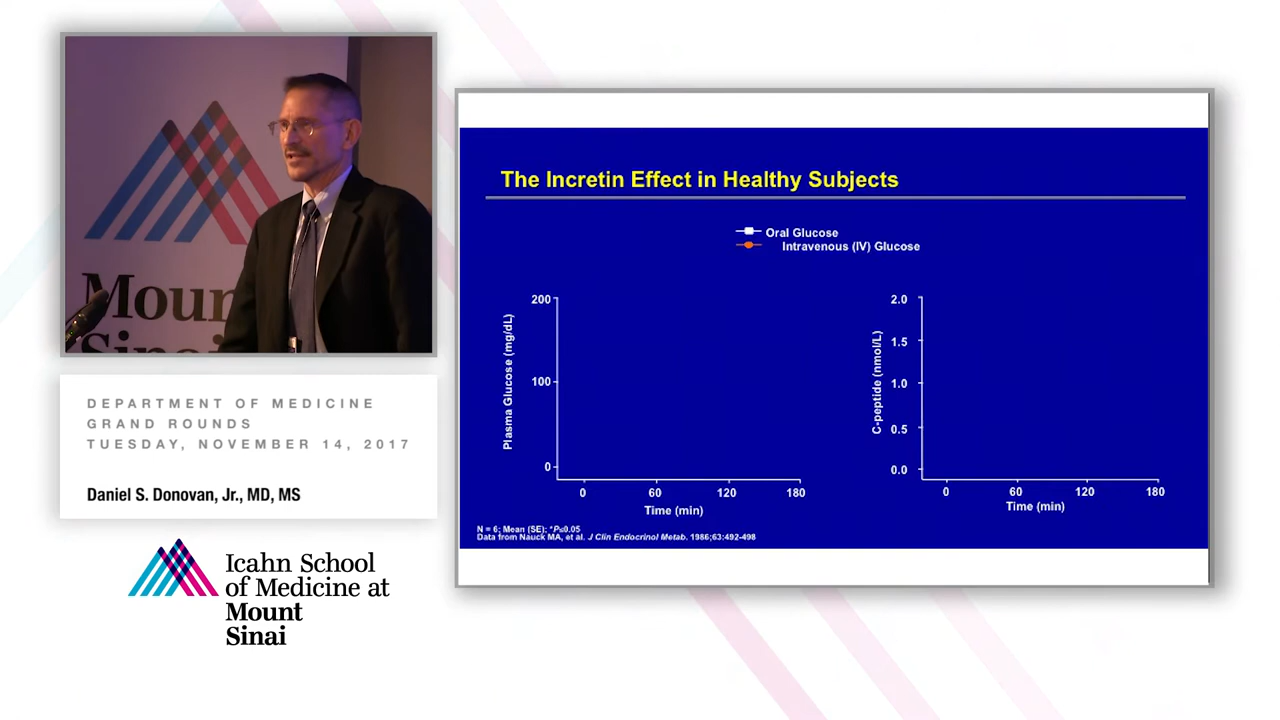 Mount
Sinai
DEPARTMENT OF MEDICINE
GRAND ROUNDS
TUESDAY, NOVEMBER 14, 2017
Daniel S. Donovan, Jr., MD, MS
Icahn School
of Medicine at
Mount
Sinai
The Incretin Effect in Healthy Subjects
Oral Glucose
Intravenous (IV) Glucose
Plasma Glucose (mg/dL)
200
100
0
0 60 120 180
Time (min)
C-peptide (nmol/L)
2.0
1.5
1.0
0.5
0.0
0 60 120 180
Time (min)
N = 6; Mean (SE); *P≤0.05
Data from Nauck MA, et al. J Clin Endocrinol Metab. 1986;63:492-498